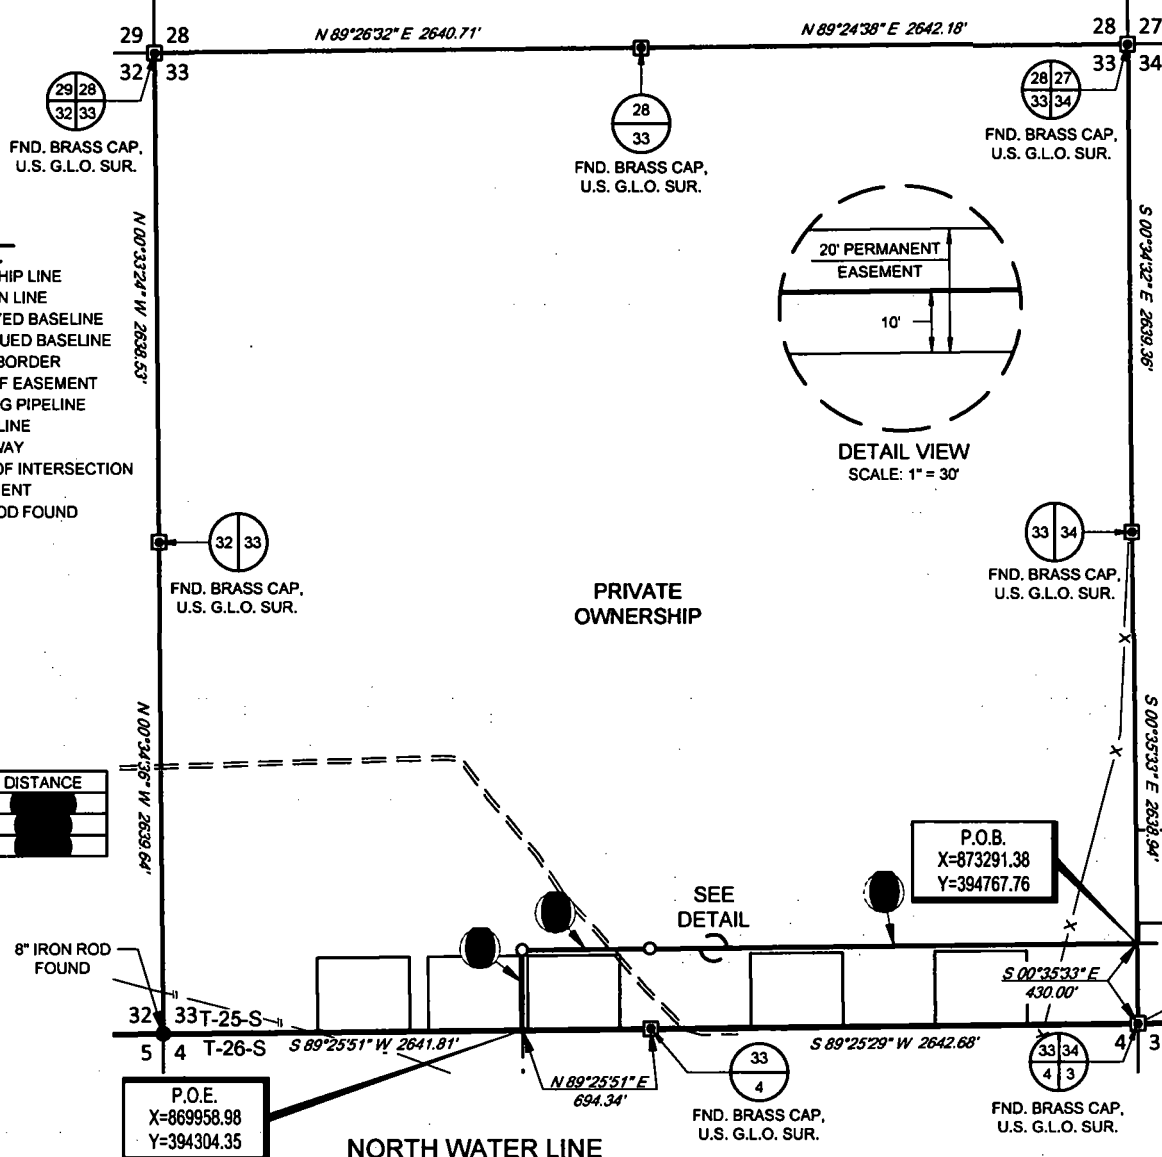 29 28
32 33
N 89°26'32" E 2640.71'
N 89°24'38" E 2642.18'
28 27
33 34
29 28
32 33
FND. BRASS CAP,
U.S. G.L.O. SUR.
28
33
FND. BRASS CAP,
U.S. G.L.O. SUR.
28 27
33 34
FND. BRASS CAP,
U.S. G.L.O. SUR.
N 00°33'24" W 2638.53'
S 00°34'32" E 2639.36'
20' PERMANENT
EASEMENT
10'
DETAIL VIEW
SCALE: 1" = 30'
HIP LINE
N LINE
YED BASELINE
UED BASELINE
BORDER
F EASEMENT
G PIPELINE
LINE
WAY
OF INTERSECTION
ENT
OD FOUND
32 33
FND. BRASS CAP,
U.S. G.L.O. SUR.
33 34
FND. BRASS CAP,
U.S. G.L.O. SUR.
PRIVATE
OWNERSHIP
N 00°34'36" W 2639.64'
S 00°35'33" E 2638.94'
DISTANCE
P.O.B.
X=873291.38
Y=394767.76
SEE
DETAIL
8" IRON ROD
FOUND
S 00°35'33" E
430.00'
32 33
T-25-S
5 4
T-26-S
S 89°25'51" W 2641.81'
S 89°25'29" W 2642.68'
4 3
P.O.E.
X=869958.98
Y=394304.35
N 89°25'51" E
694.34'
33
4
FND. BRASS CAP,
U.S. G.L.O. SUR.
33 34
4 3
FND. BRASS CAP,
U.S. G.L.O. SUR.
NORTH WATER LINE